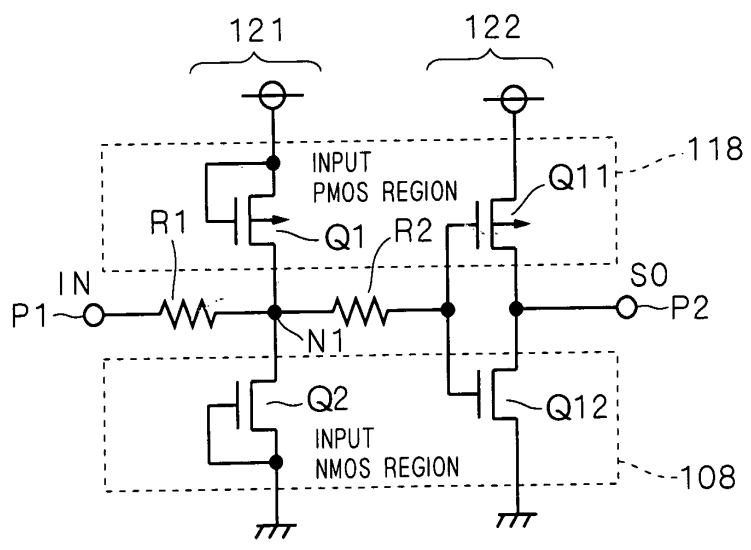 121
122
INPUT
PMOS REGION
118
Q11
R1
Q1
R2
IN
SO
P1
N1
P2
Q2
Q12
INPUT
NMOS REGION
108